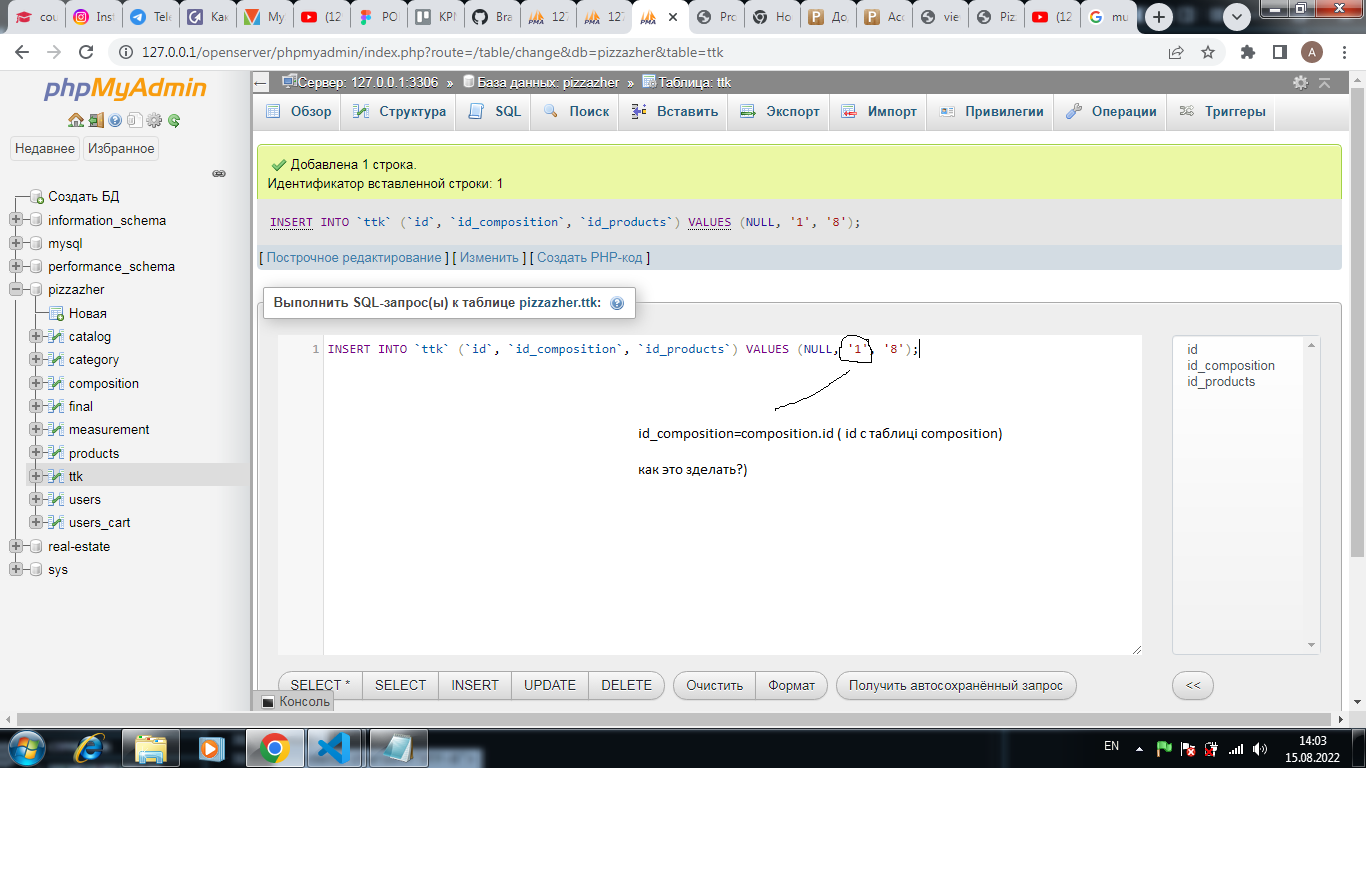 cou
Ins
Tele
Как
My
(12
PO
KPI
Bra
127
127
Pro
Ho
До
Acc
vie
Piz
(12
mu
127.0.0.1/openserver/phpmyadmin/index.php?route=/table/change&db=pizzazher&table=ttk
A
phpMyAdmin
Недавнее
Избранное
Создать БД
information_schema
mysql
performance_schema
pizzazher
Новая
catalog
category
composition
final
measurement
products
ttk
users
users_cart
real-estate
sys
Сервер: 127.0.0.1:3306 » База данных: pizzazher » Таблица: ttk
Обзор
Структура
SQL
Поиск
Вставить
Экспорт
Импорт
Привилегии
Операции
Триггеры
Добавлена 1 строка.
Идентификатор вставленной строки: 1
INSERT INTO `ttk` (`id`, `id_composition`, `id_products`) VALUES (NULL, '1', '8');
[ Построчное редактирование ] [ Изменить ] [ Создать PHP-код ]
Выполнить SQL-запрос(ы) к таблице pizzazher.ttk:
1
INSERT INTO `ttk` (`id`, `id_composition`, `id_products`) VALUES (NULL, '1', '8');
id_composition=composition.id ( id с таблиці composition)
как это зделать?)
id
id_composition
id_products
SELECT *
SELECT
INSERT
UPDATE
DELETE
Очистить
Формат
Получить автосохранённый запрос
<<
Консоль
EN
14:03
15.08.2022